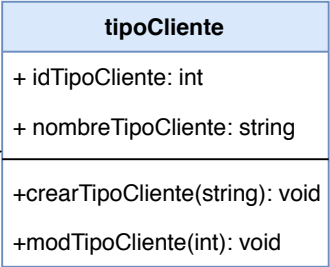 tipoCliente
+ idTipoCliente: int
+ nombreTipoCliente: string
+crearTipoCliente(string): void
+modTipoCliente(int): void